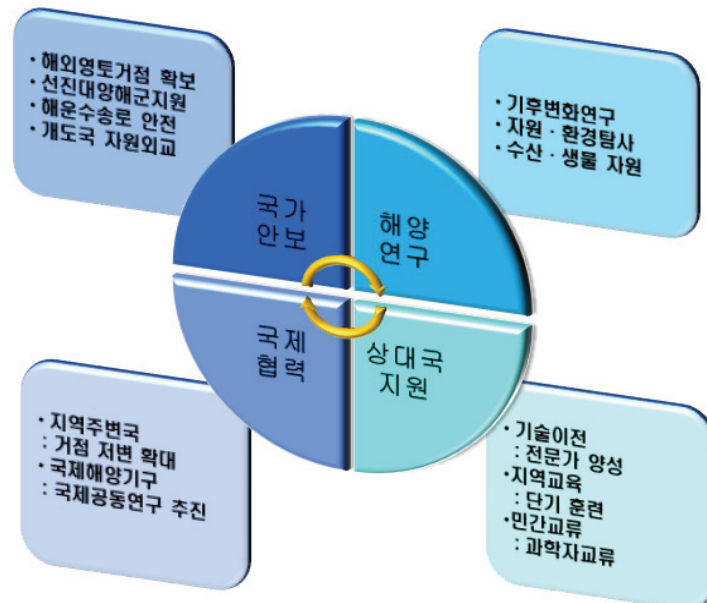 • 해외영토거점 확보
• 선진대양해군지원
• 해운수송로 안전
• 개도국 자원외교
• 기후변화연구
• 자원 · 환경탐사
• 수산 · 생물 자원
국가
안보
해양
연구
국제
협력
상대국
지원
• 지역주변국
: 거점 저변 확대
• 국제해양기구
: 국제공동연구 추진
• 기술이전
: 전문가 양성
•지역교육
: 단기 훈련
•민간교류
: 과학자교류